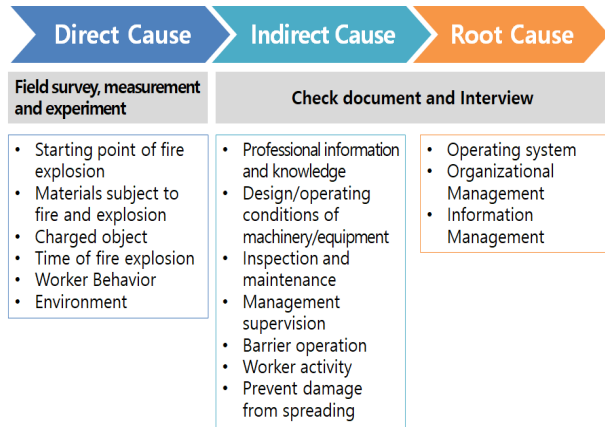 Direct Cause
Indirect Cause
Root Cause
Field survey, measurement
and experiment
Check document and Interview
• Starting point of fire
explosion
• Materials subject to
fire and explosion
• Charged object
• Time of fire explosion
• Worker Behavior
• Environment
• Professional information
and knowledge
• Design/operating
conditions of
machinery/equipment
• Inspection and
maintenance
• Management
supervision
• Barrier operation
• Worker activity
• Prevent damage
from spreading
• Operating system
• Organizational
Management
• Information
Management